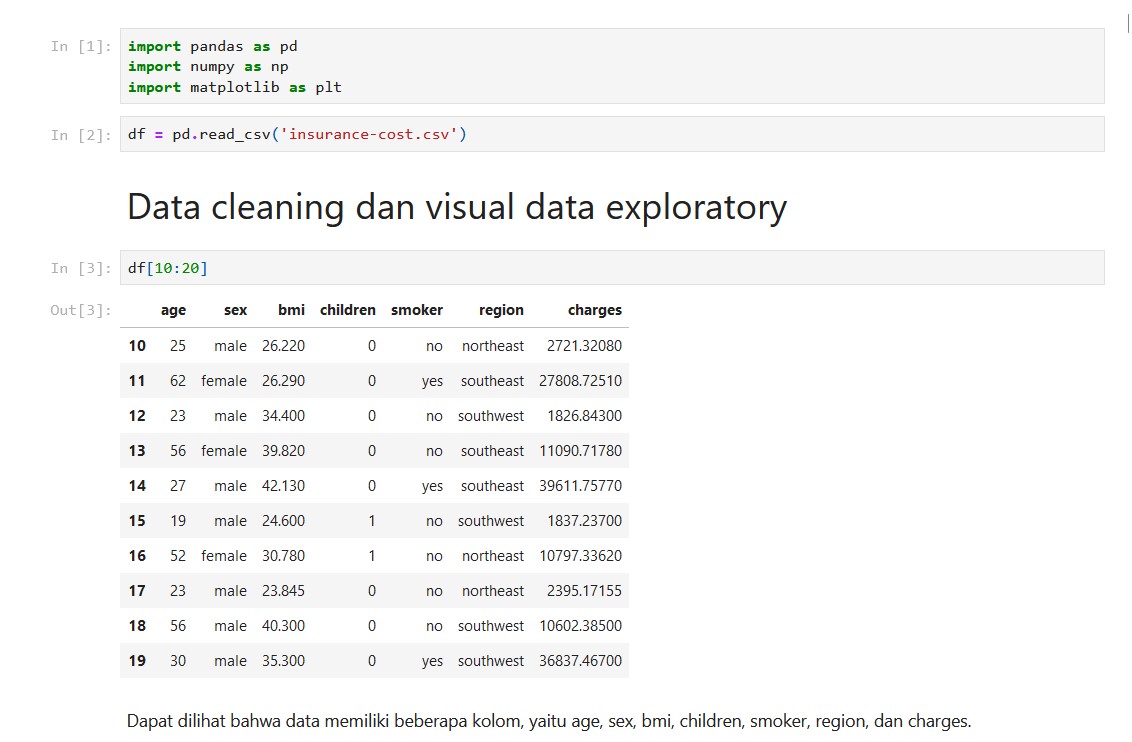 In [1]: import pandas as pd
import numpy as np
import matplotlib as plt
In [2]: df = pd.read_csv('insurance-cost.csv')
Data cleaning dan visual data exploratory
In [3]: df[10:20]
Out[3]: age sex bmi children smoker region charges
10 25 male 26.220 0 no northeast 2721.32080
11 62 female 26.290 0 yes southeast 27808.72510
12 23 male 34.400 0 no southwest 1826.84300
13 56 female 39.820 0 no southeast 11090.71780
14 27 male 42.130 0 yes southeast 39611.75770
15 19 male 24.600 1 no southwest 1837.23700
16 52 female 30.780 1 no northeast 10797.33620
17 23 male 23.845 0 no northeast 2395.17155
18 56 male 40.300 0 no southwest 10602.38500
19 30 male 35.300 0 yes southwest 36837.46700
Dapat dilihat bahwa data memiliki beberapa kolom, yaitu age, sex, bmi, children, smoker, region, dan charges.